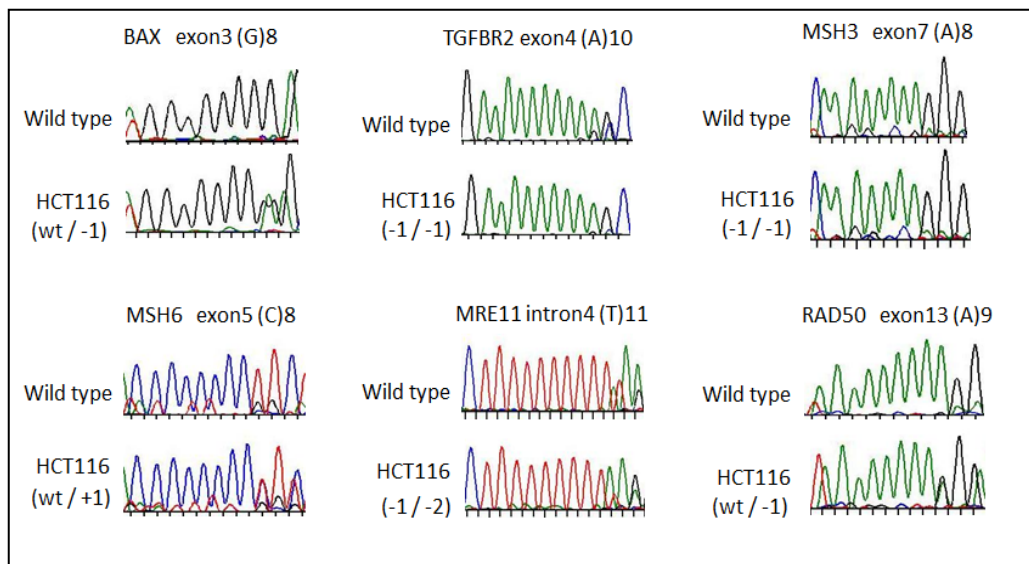 BAX exon3 (G)8
Wild type
HCT116
(wt / -1)
TGFBR2 exon4 (A)10
Wild type
HCT116
(-1 / -1)
MSH3 exon7 (A)8
Wild type
HCT116
(-1 / -1)
MSH6 exon5 (C)8
Wild type
HCT116
(wt / +1)
MRE11 intron4 (T)11
Wild type
HCT116
(-1 / -2)
RAD50 exon13 (A)9
Wild type
HCT116
(wt / -1)